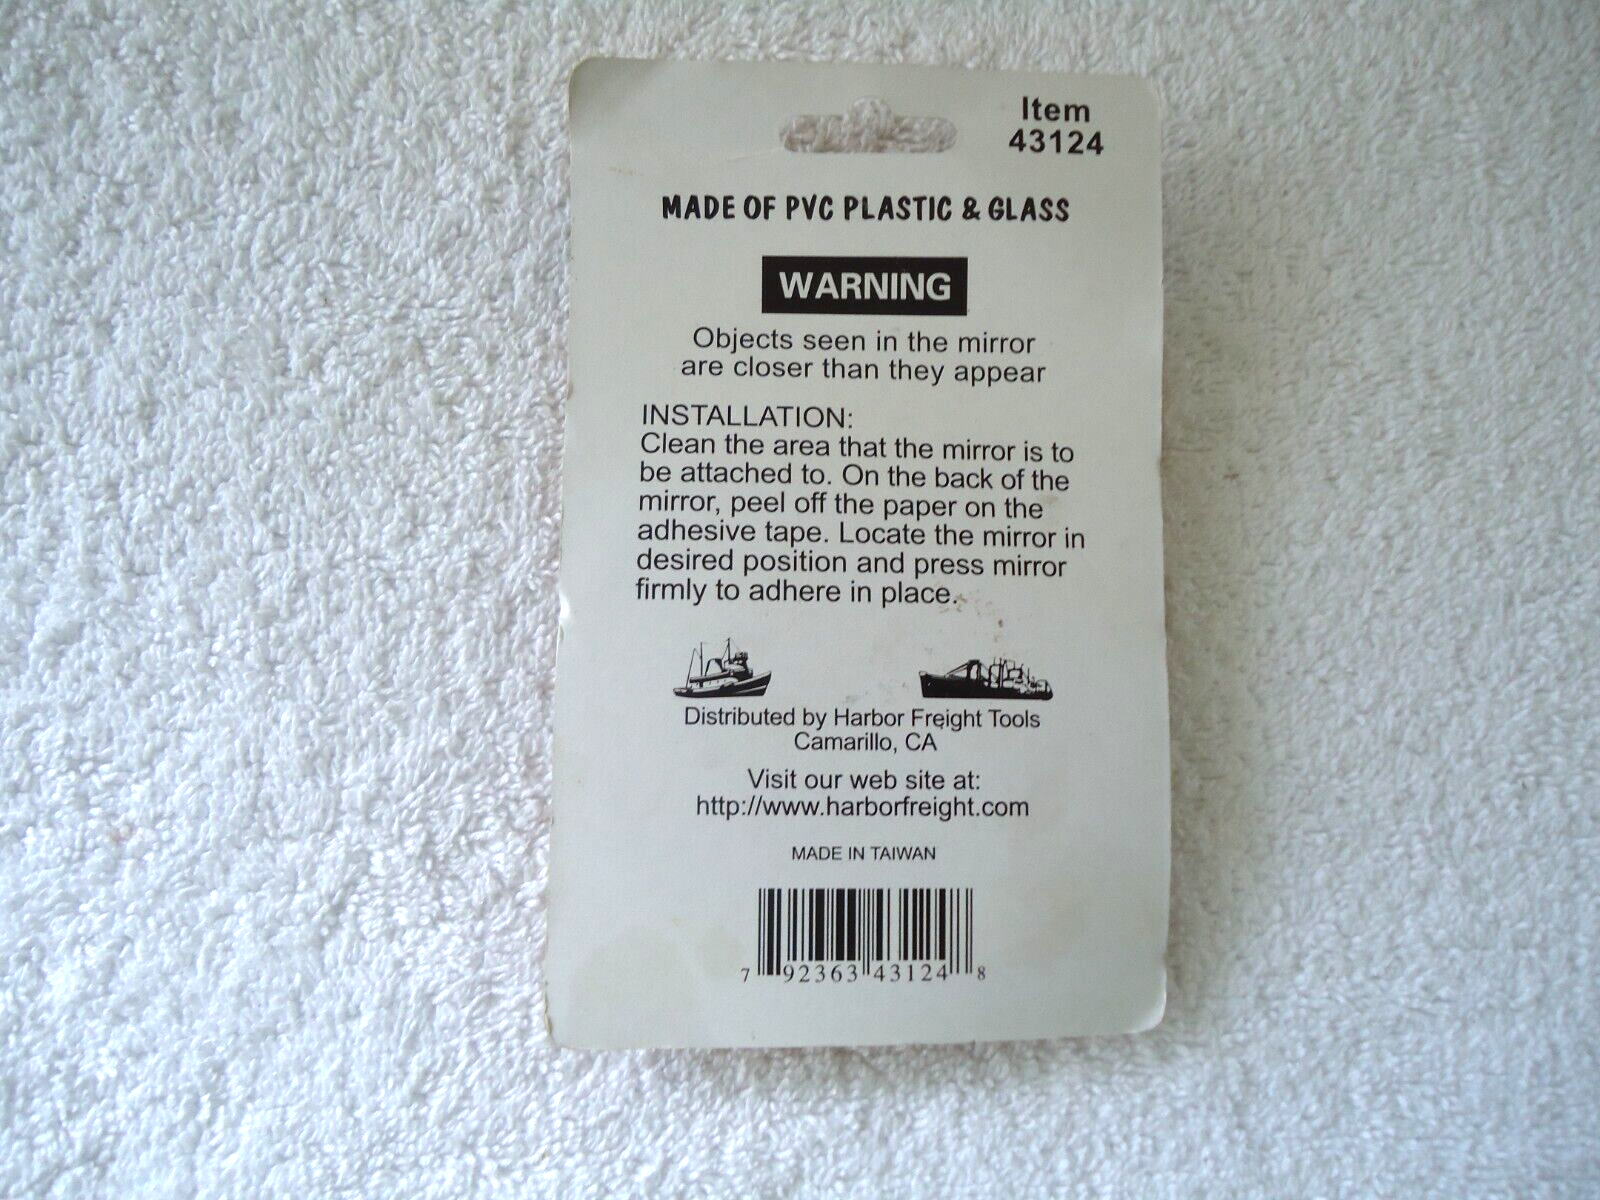 Item
43124
MADE OF PVC PLASTIC & GLASS
WARNING
Objects seen in the mirror
are closer than they appear
INSTALLATION:
Clean the area that the mirror is to
be attached to. On the back of the
mirror, peel off the paper on the
adhesive tape. Locate the mirror in
desired position and press mirror
firmly to adhere in place.
Distributed by Harbor Freight Tools
Camarillo, CA
Visit our web site at:
http://www.harborfreight.com
MADE IN TAIWAN
7 92363 43124 8